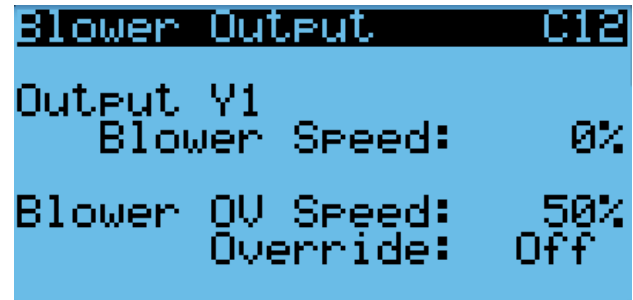 Blower Output C12
Output Y1
Blower Speed: 0%
Blower OV Speed: 50%
Override: Off